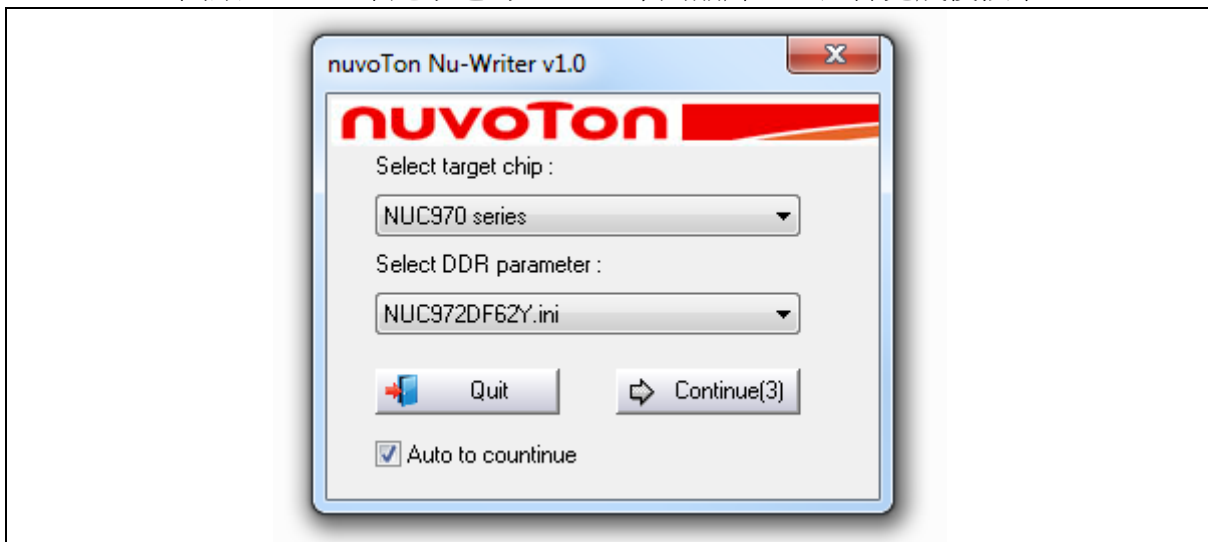 nuvoTon Nu-Writer v1.0
nuvoTon
Select target chip :
NUC970 series
Select DDR parameter :
NUC972DF62Y.ini
Quit
Continue(3)
Auto to countinue